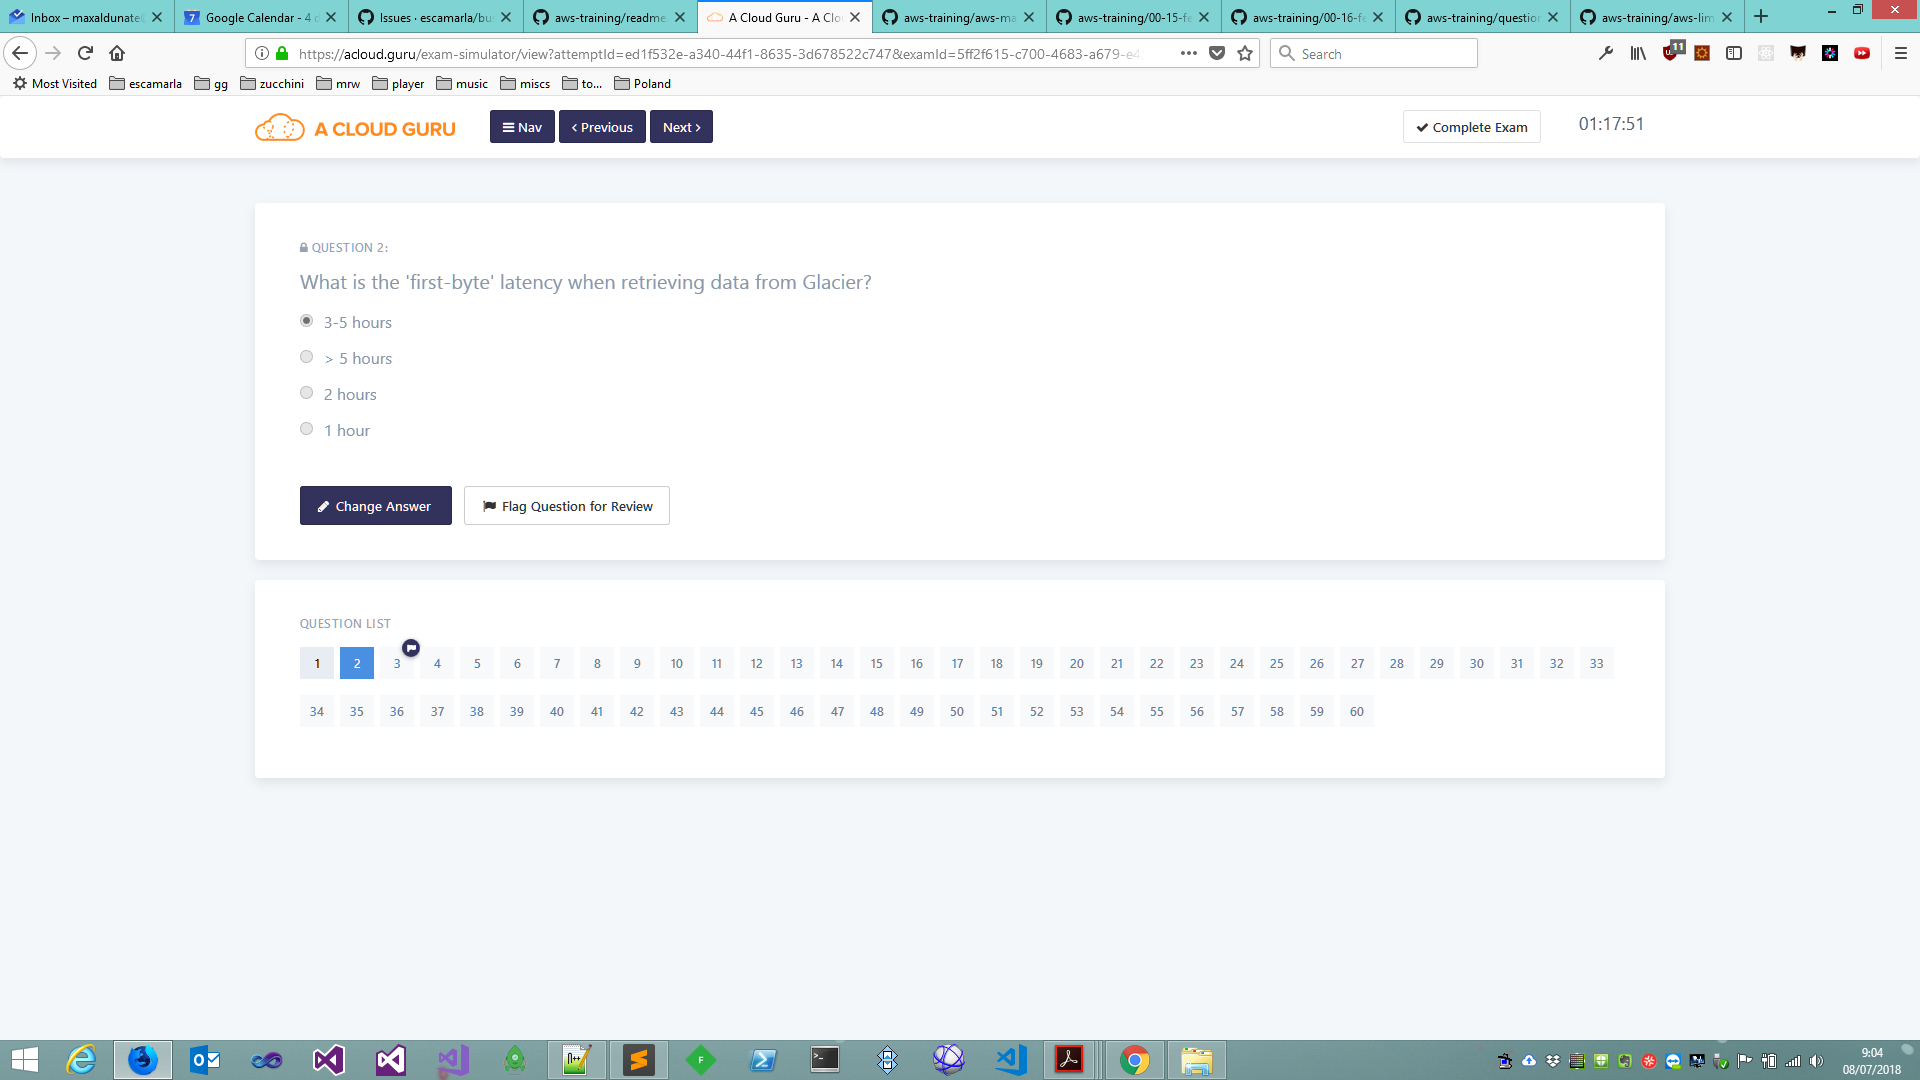 Inbox – maxaldunate
Google Calendar - 4 d
Issues · escamarla/bu
aws-training/readme.
A Cloud Guru - A Clo
aws-training/aws-ma
aws-training/00-15-fe
aws-training/00-16-fe
aws-training/question
aws-training/aws-lim
https://acloud.guru/exam-simulator/view?attemptId=ed1f532e-a340-44f1-8635-3d678522c747&examId=5ff2f615-c700-4683-a679-e4
Search
11
Most Visited
escamarla
gg
zucchini
mrw
player
music
miscs
to...
Poland
A CLOUD GURU
Nav
‹ Previous
Next ›
Complete Exam
01:17:51
QUESTION 2:
What is the 'first-byte' latency when retrieving data from Glacier?
3-5 hours
> 5 hours
2 hours
1 hour
Change Answer
Flag Question for Review
QUESTION LIST
1 2 3 4 5 6 7 8 9 10 11 12 13 14 15 16 17 18 19 20 21 22 23 24 25 26 27 28 29 30 31 32 33
34 35 36 37 38 39 40 41 42 43 44 45 46 47 48 49 50 51 52 53 54 55 56 57 58 59 60
9:04
08/07/2018